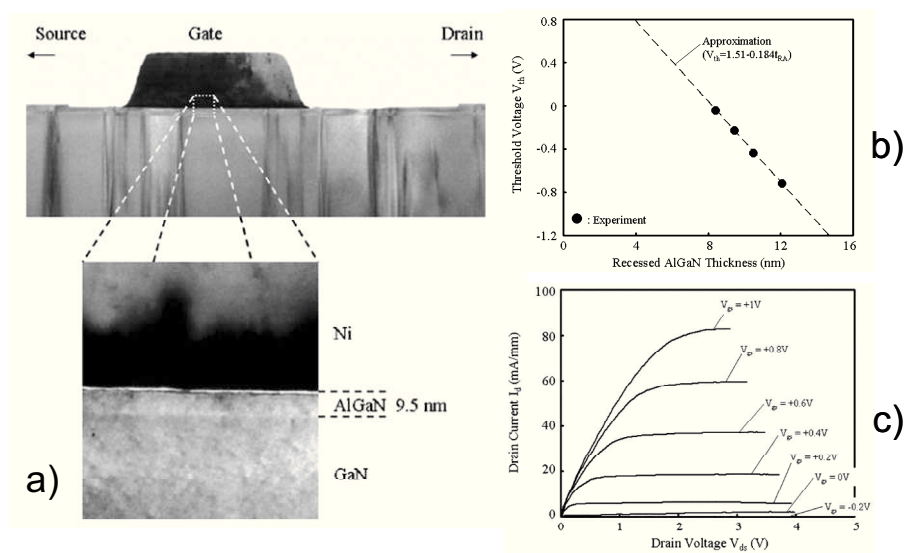 Source
Gate
Drain
Ni
AlGaN 9.5 nm
GaN
a)
0.8
0.4
0
-0.4
-0.8
-1.2
Threshold Voltage Vth (V)
Approximation
(Vth=1.51-0.184tRA)
: Experiment
0 4 8 12 16
Recessed AlGaN Thickness (nm)
b)
100
80
60
40
20
0
Drain Current Id (mA/mm)
Vgs = +1V
Vgs = +0.8V
Vgs = +0.6V
Vgs = +0.4V
Vgs = +0.2V
Vgs = 0V
Vgs = -0.2V
0 1 2 3 4 5
Drain Voltage Vds (V)
c)